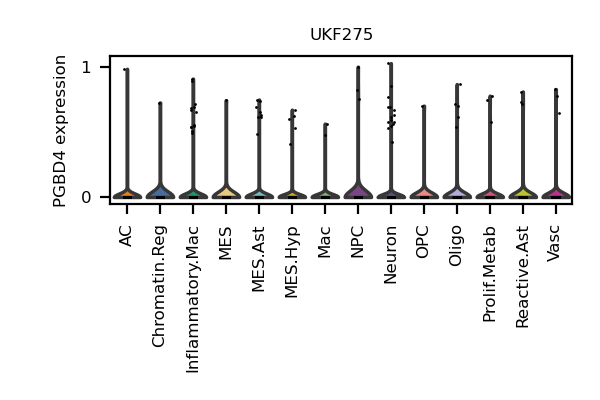 UKF275
PGBD4 expression
1
0
AC
Chromatin.Reg
Inflammatory.Mac
MES
MES.Ast
MES.Hyp
Mac
NPC
Neuron
OPC
Oligo
Prolif.Metab
Reactive.Ast
Vasc